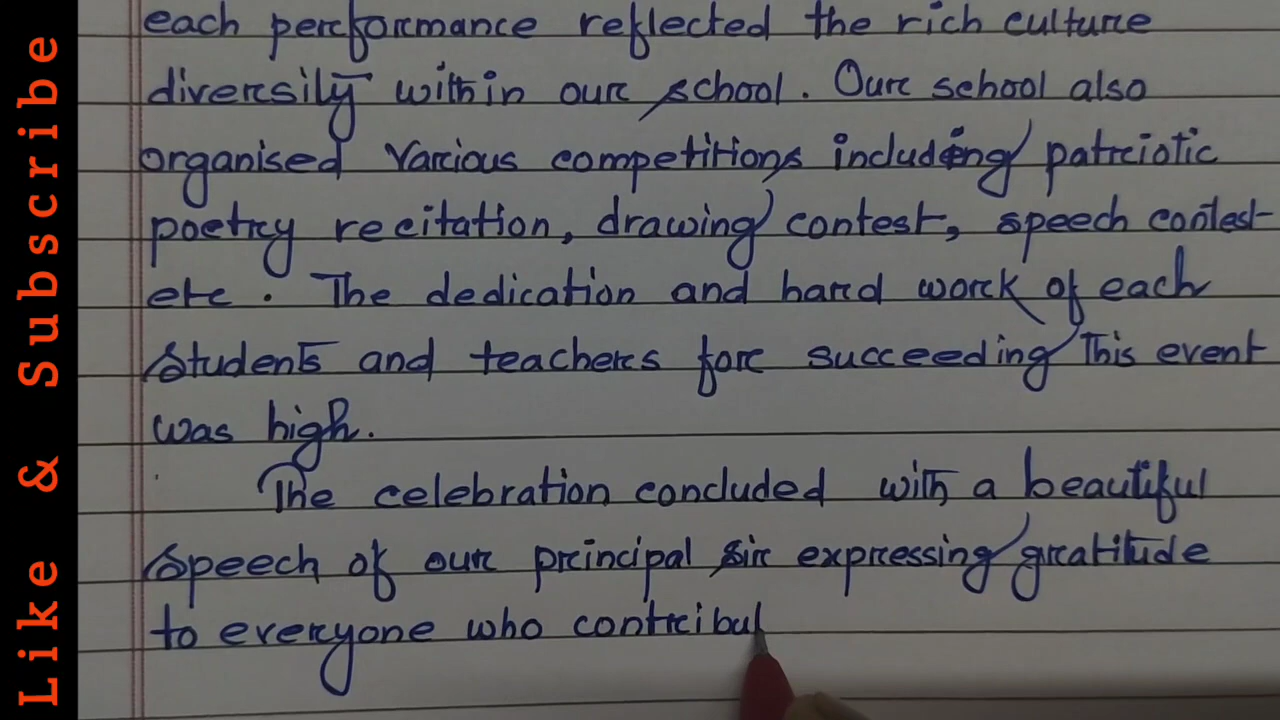 Like & Subscribe
each performance reflected the rich culture
diversity within our school. Our school also
organised various competitions including patriotic
poetry recitation, drawing contest, speech contest
etc. The dedication and hard work of each
students and teachers for succeeding This event
was high.
The celebration concluded with a beautiful
speech of our principal sir expressing gratitude
to everyone who contribut